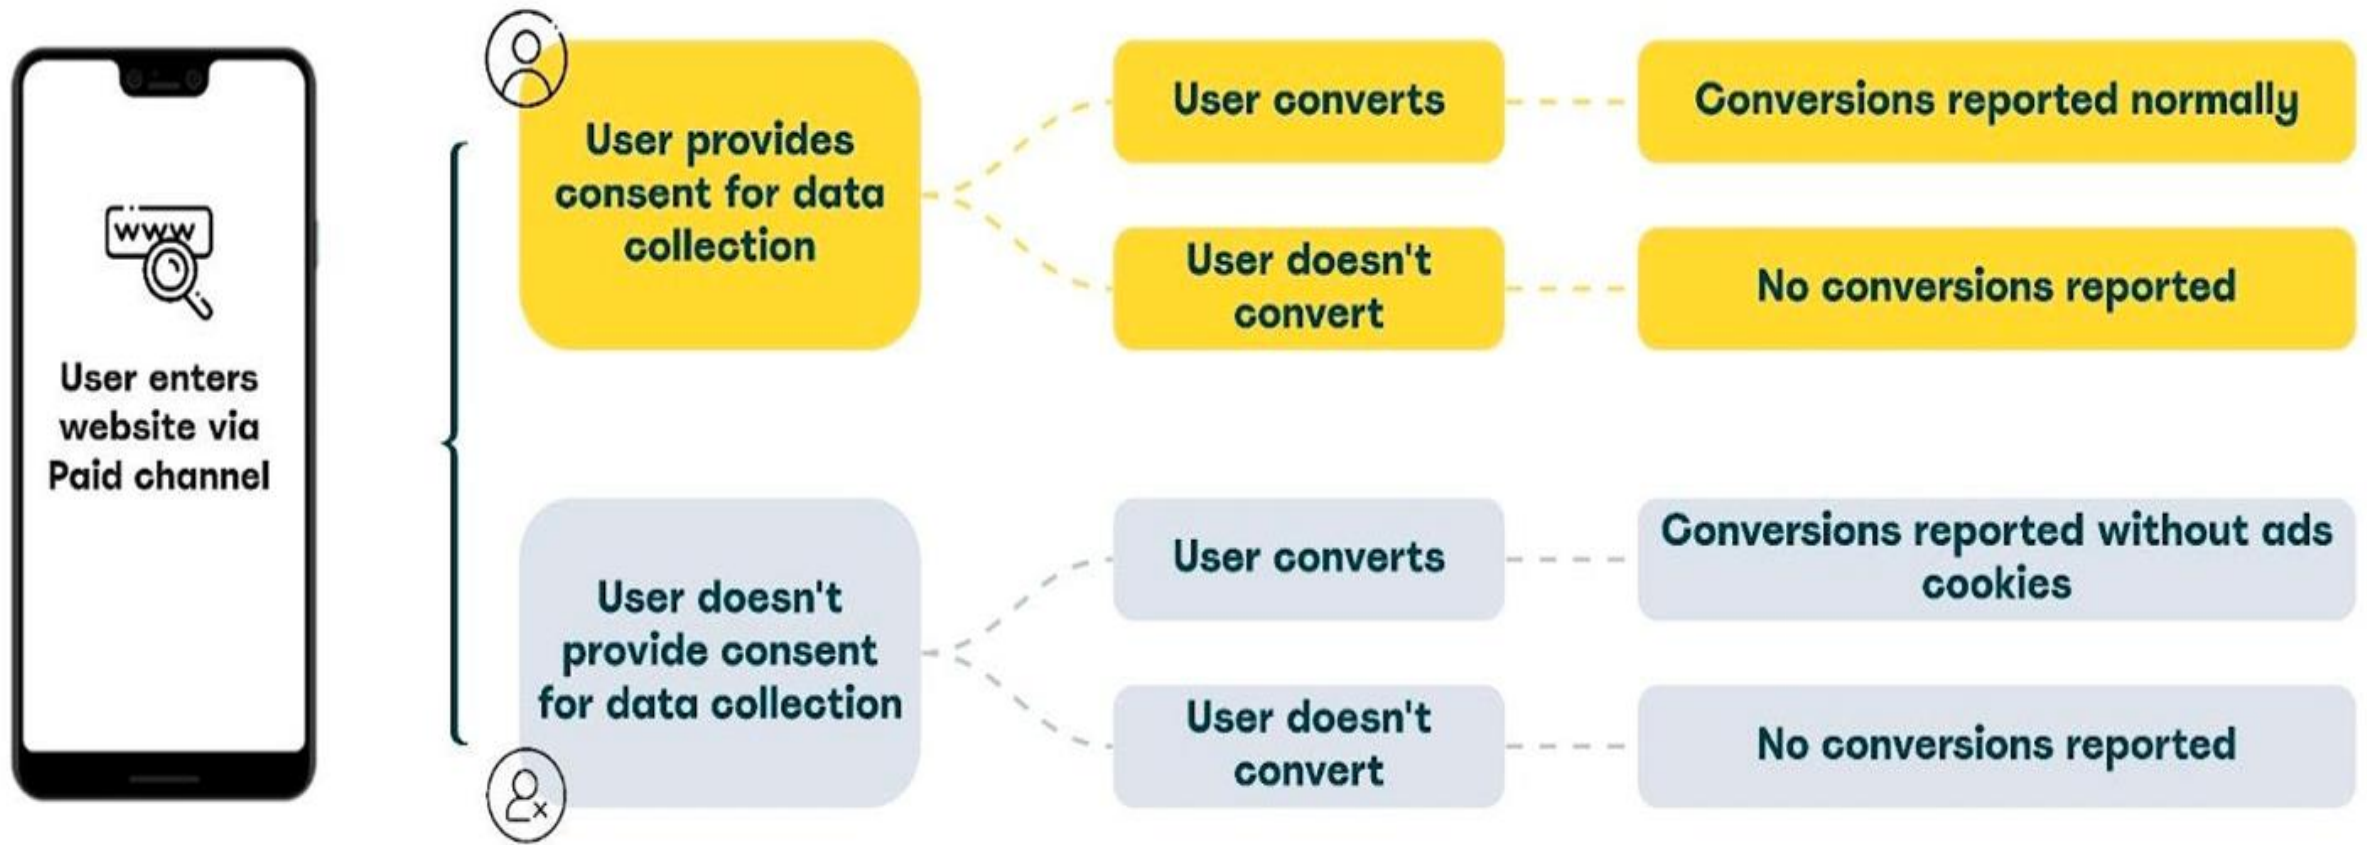 www
User enters
website via
Paid channel
User provides
consent for data
collection
User converts
Conversions reported normally
User doesn't
convert
No conversions reported
User doesn't
provide consent
for data collection
User converts
Conversions reported without ads
cookies
User doesn't
convert
No conversions reported